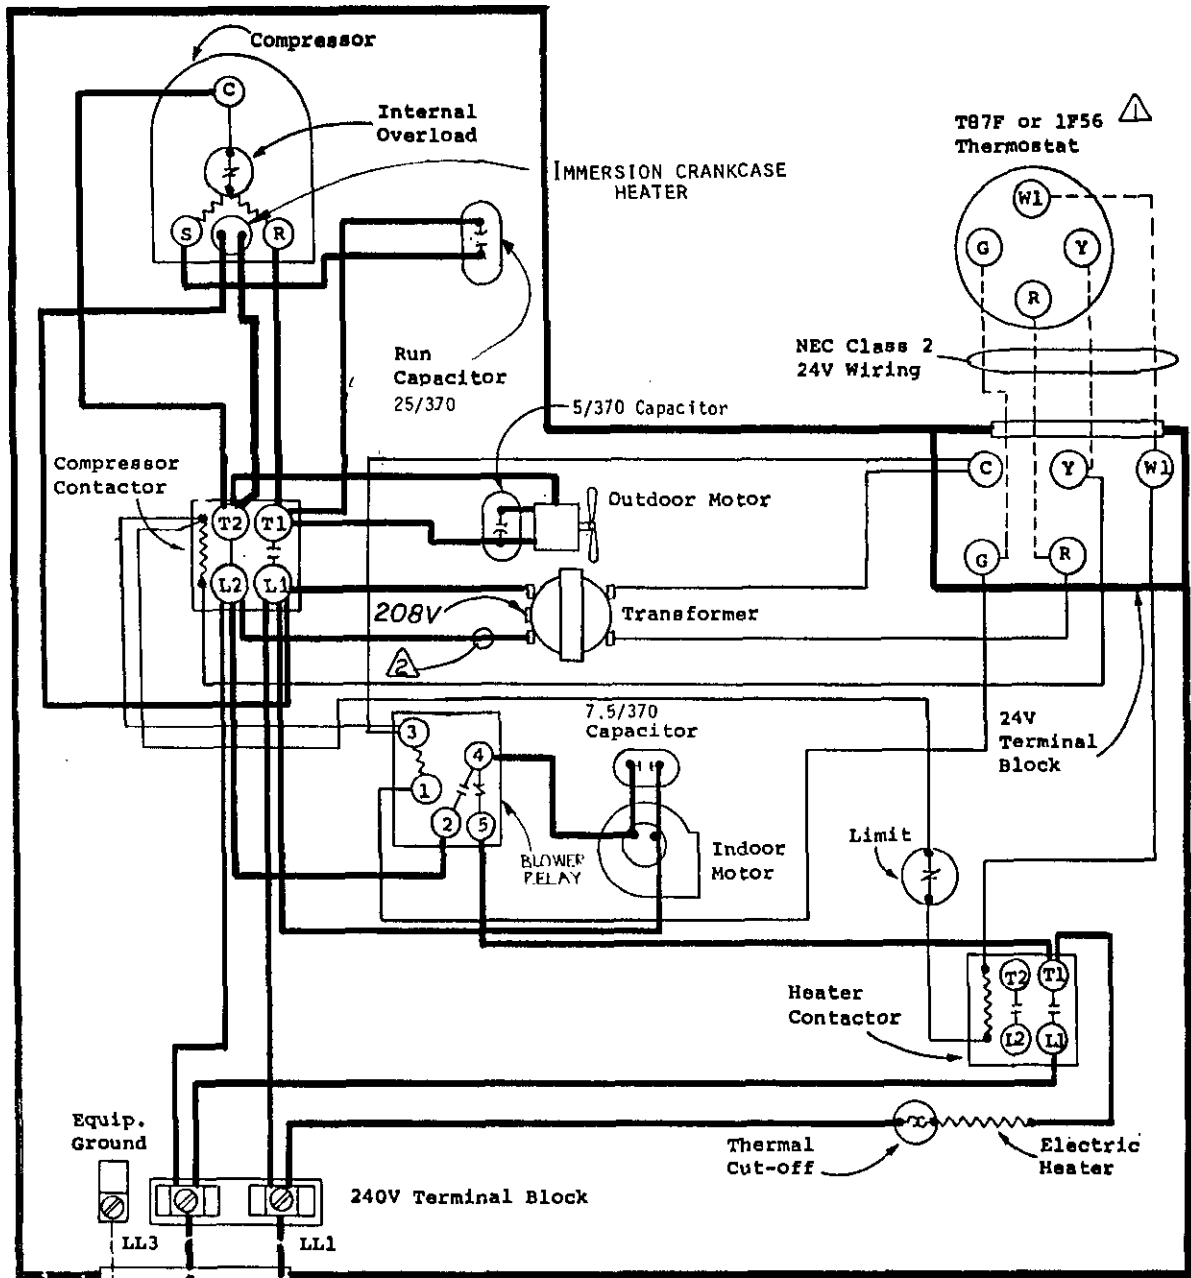 Compressor
C
Internal
Overload
IMMERSION CRANKCASE
HEATER
S
R
T87F or 1F56
Thermostat
1
W1
G
Y
R
NEC Class 2
24V Wiring
Run
Capacitor
25/370
5/370 Capacitor
Compressor
Contactor
T2
T1
L2
L1
Outdoor Motor
C
Y
W1
G
R
208V
Transformer
2
24V
Terminal
Block
7.5/370
Capacitor
3
4
1
2
5
BLOWER
RELAY
Indoor
Motor
Limit
Heater
Contactor
T2
T1
L2
L1
Equip.
Ground
Thermal
Cut-off
Electric
Heater
240V Terminal Block
LL3
LL1